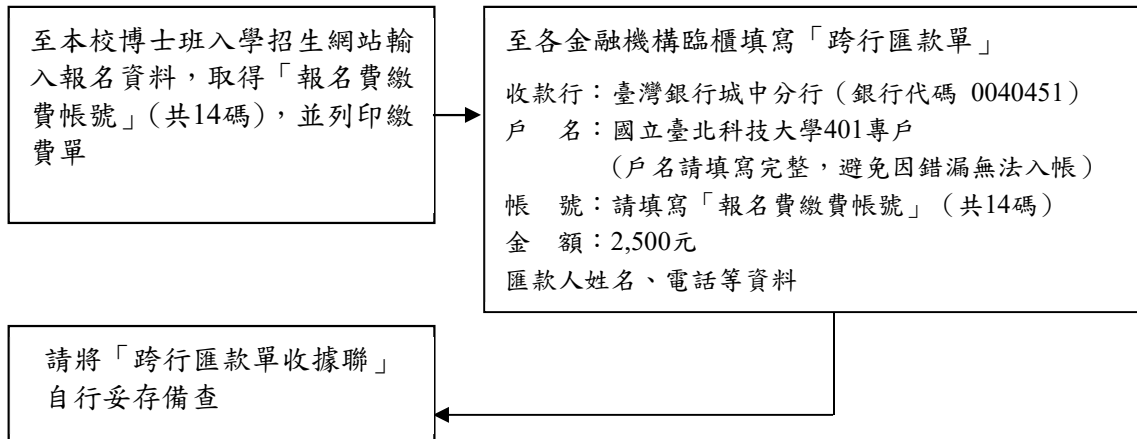 至本校博士班入學招生網站輸
入報名資料，取得「報名費繳
費帳號」（共14碼），並列印繳
費單
至各金融機構臨櫃填寫「跨行匯款單」
收款行：臺灣銀行城中分行（銀行代碼 0040451）
戶　名：國立臺北科技大學401專戶
（戶名請填寫完整，避免因錯漏無法入帳）
帳　號：請填寫「報名費繳費帳號」（共14碼）
金　額：2,500元
匯款人姓名、電話等資料
請將「跨行匯款單收據聯」
自行妥存備查